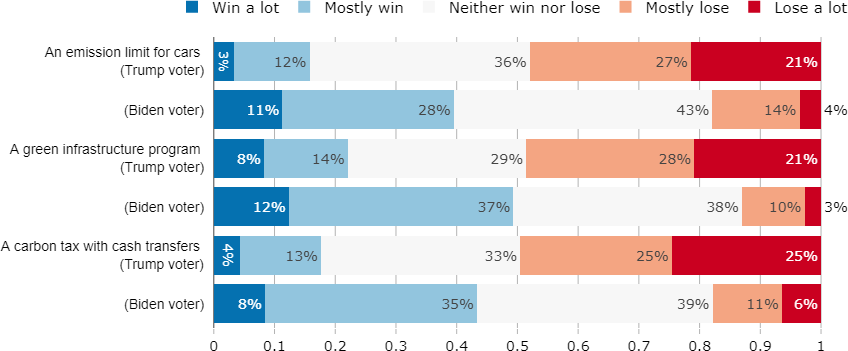 Win a lot Mostly win Neither win nor lose Mostly lose Lose a lot
An emission limit for cars
(Trump voter)
3% 12% 36% 27% 21%
(Biden voter)
11% 28% 43% 14% 4%
A green infrastructure program
(Trump voter)
8% 14% 29% 28% 21%
(Biden voter)
12% 37% 38% 10% 3%
A carbon tax with cash transfers
(Trump voter)
4% 13% 33% 25% 25%
(Biden voter)
8% 35% 39% 11% 6%
0 0.1 0.2 0.3 0.4 0.5 0.6 0.7 0.8 0.9 1